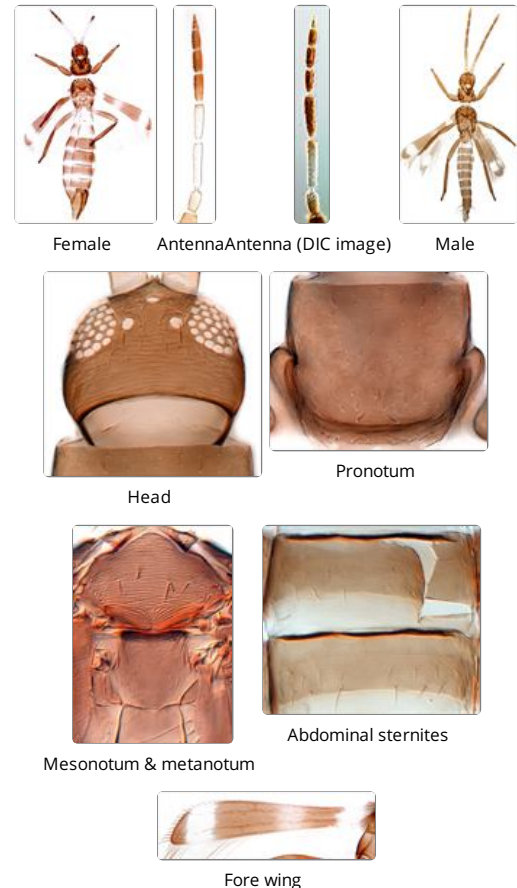 Female
AntennaAntenna (DIC image)
Male
Head
Pronotum
Mesonotum & metanotum
Abdominal sternites
Fore wing